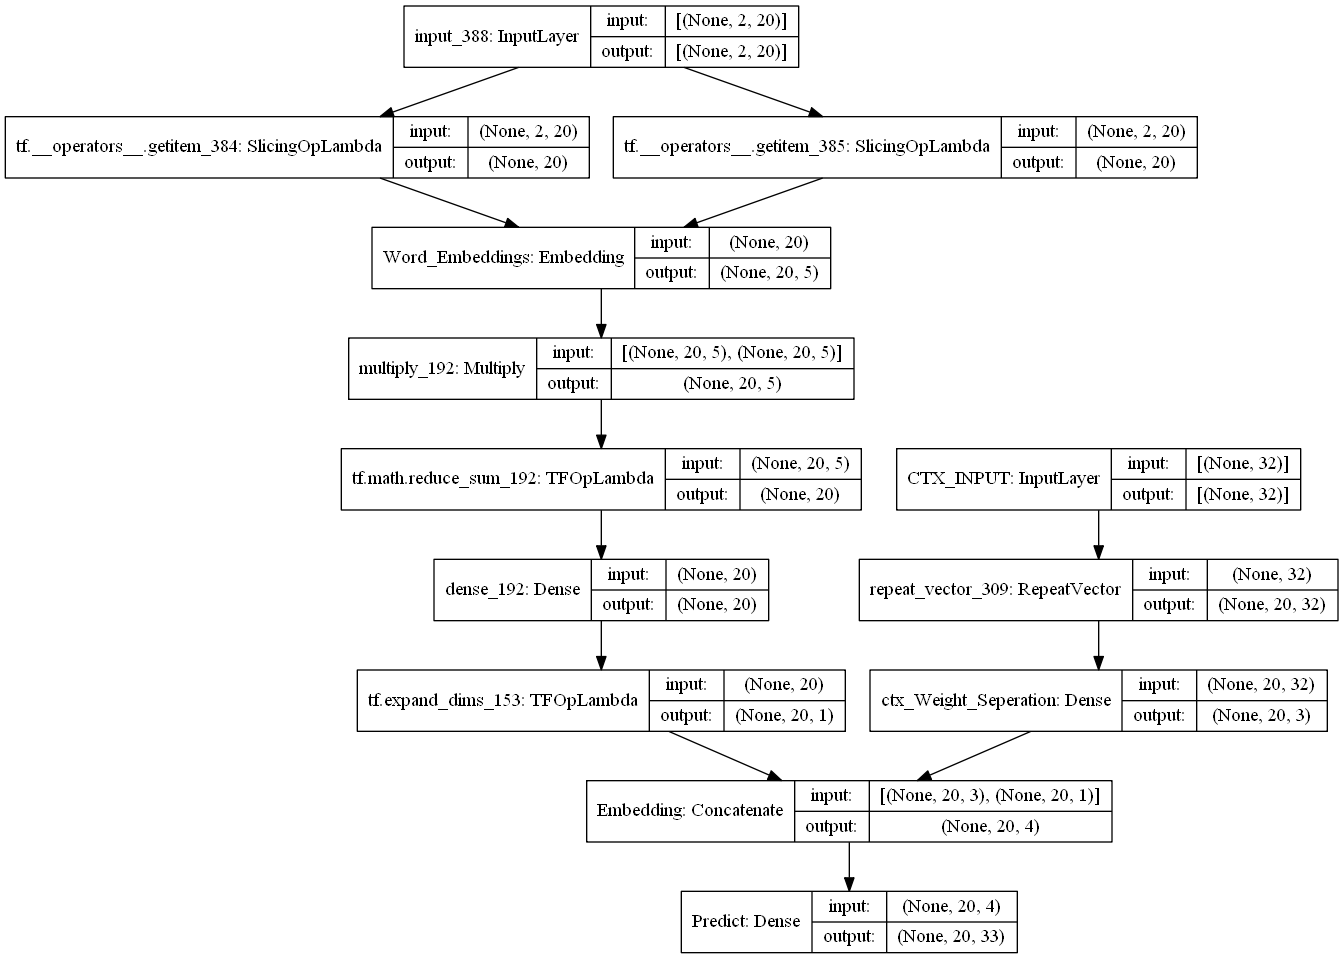 input_388: InputLayer
input:
[(None, 2, 20)]
output:
[(None, 2, 20)]
tf.__operators__.getitem_384: SlicingOpLambda
input:
(None, 2, 20)
output:
(None, 20)
tf.__operators__.getitem_385: SlicingOpLambda
input:
(None, 2, 20)
output:
(None, 20)
Word_Embeddings: Embedding
input:
(None, 20)
output:
(None, 20, 5)
multiply_192: Multiply
input:
[(None, 20, 5), (None, 20, 5)]
output:
(None, 20, 5)
tf.math.reduce_sum_192: TFOpLambda
input:
(None, 20, 5)
output:
(None, 20)
CTX_INPUT: InputLayer
input:
[(None, 32)]
output:
[(None, 32)]
dense_192: Dense
input:
(None, 20)
output:
(None, 20)
repeat_vector_309: RepeatVector
input:
(None, 32)
output:
(None, 20, 32)
tf.expand_dims_153: TFOpLambda
input:
(None, 20)
output:
(None, 20, 1)
ctx_Weight_Seperation: Dense
input:
(None, 20, 32)
output:
(None, 20, 3)
Embedding: Concatenate
input:
[(None, 20, 3), (None, 20, 1)]
output:
(None, 20, 4)
Predict: Dense
input:
(None, 20, 4)
output:
(None, 20, 33)